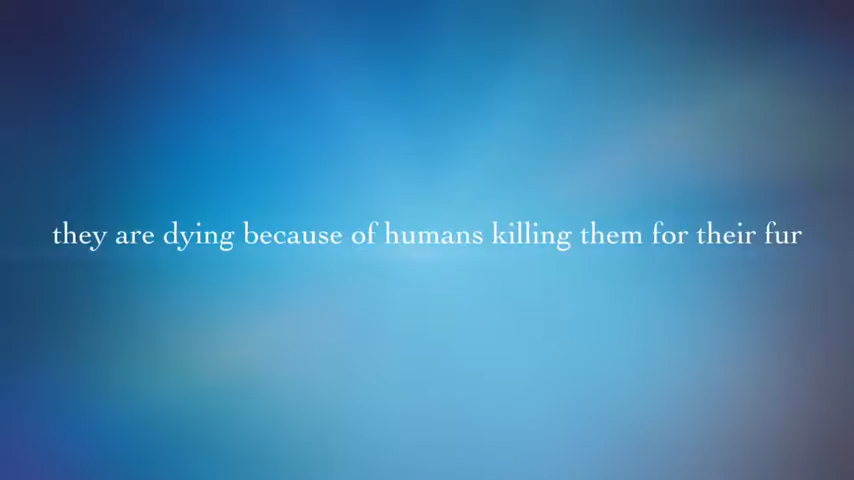 they are dying because of humans killing them for their fur